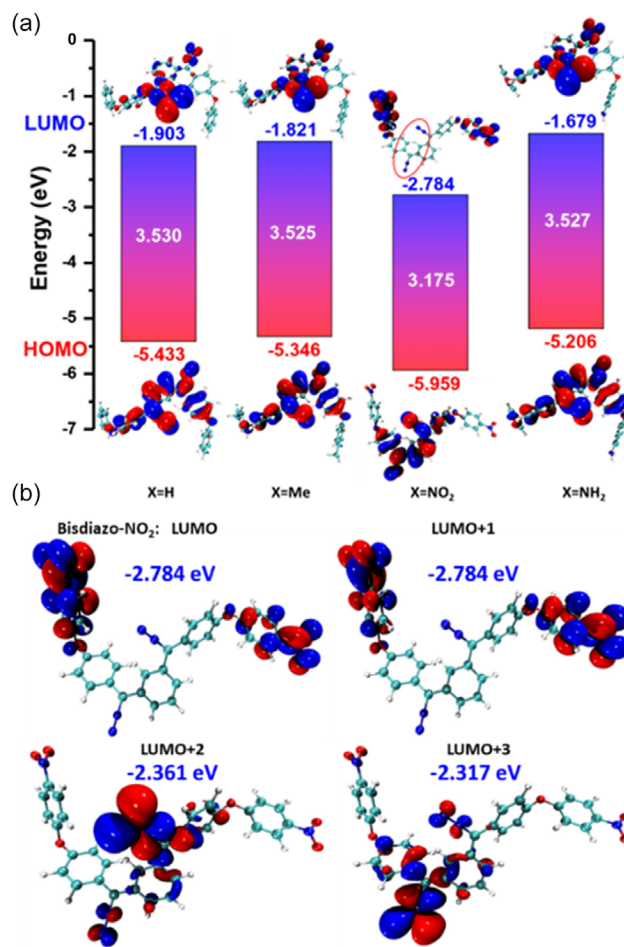 (a)
0
-1
-2
-3
-4
-5
-6
-7
Energy (eV)
LUMO
HOMO
-1.903
-1.821
-2.784
-1.679
3.530
3.525
3.175
3.527
-5.433
-5.346
-5.959
-5.206
X=H
X=Me
X=NO₂
X=NH₂
(b)
Bisdiazo-NO₂: LUMO
-2.784 eV
LUMO+1
-2.784 eV
LUMO+2
-2.361 eV
LUMO+3
-2.317 eV